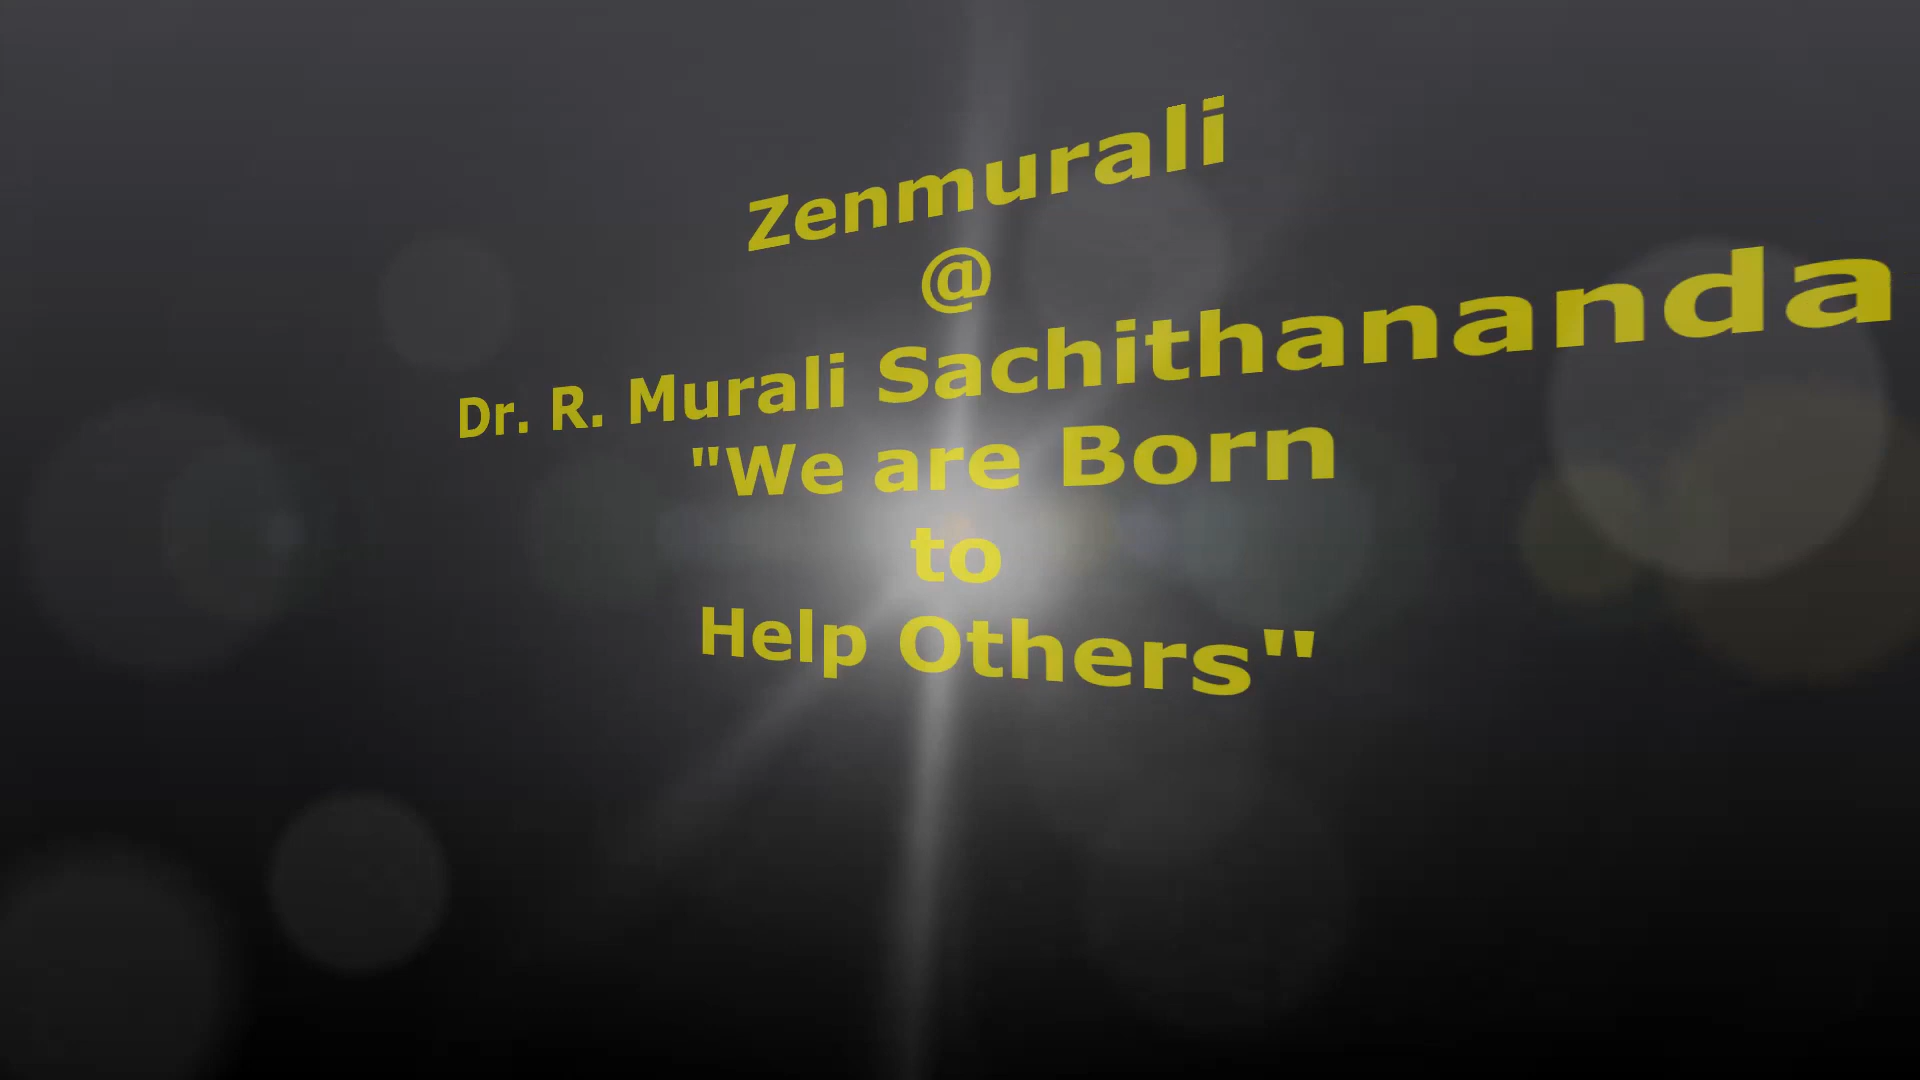 Zenmurali
@
Dr. R. Murali Sachithananda
"We are Born
to
Help Others"